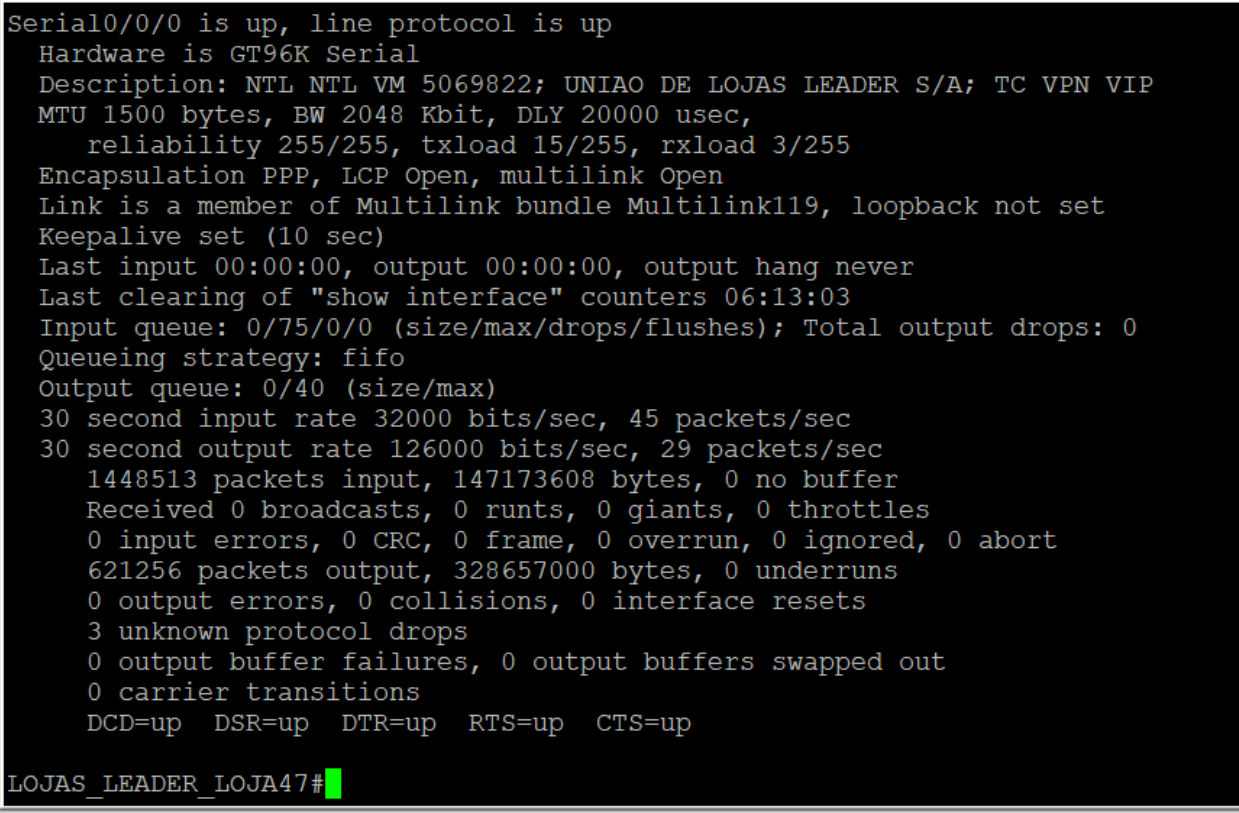 Serial0/0/0 is up, line protocol is up
Hardware is GT96K Serial
Description: NTL NTL VM 5069822; UNIAO DE LOJAS LEADER S/A; TC VPN VIP
MTU 1500 bytes, BW 2048 Kbit, DLY 20000 usec,
reliability 255/255, txload 15/255, rxload 3/255
Encapsulation PPP, LCP Open, multilink Open
Link is a member of Multilink bundle Multilink119, loopback not set
Keepalive set (10 sec)
Last input 00:00:00, output 00:00:00, output hang never
Last clearing of "show interface" counters 06:13:03
Input queue: 0/75/0/0 (size/max/drops/flushes); Total output drops: 0
Queueing strategy: fifo
Output queue: 0/40 (size/max)
30 second input rate 32000 bits/sec, 45 packets/sec
30 second output rate 126000 bits/sec, 29 packets/sec
1448513 packets input, 147173608 bytes, 0 no buffer
Received 0 broadcasts, 0 runts, 0 giants, 0 throttles
0 input errors, 0 CRC, 0 frame, 0 overrun, 0 ignored, 0 abort
621256 packets output, 328657000 bytes, 0 underruns
0 output errors, 0 collisions, 0 interface resets
3 unknown protocol drops
0 output buffer failures, 0 output buffers swapped out
0 carrier transitions
DCD=up  DSR=up  DTR=up  RTS=up  CTS=up
LOJAS_LEADER_LOJA47#